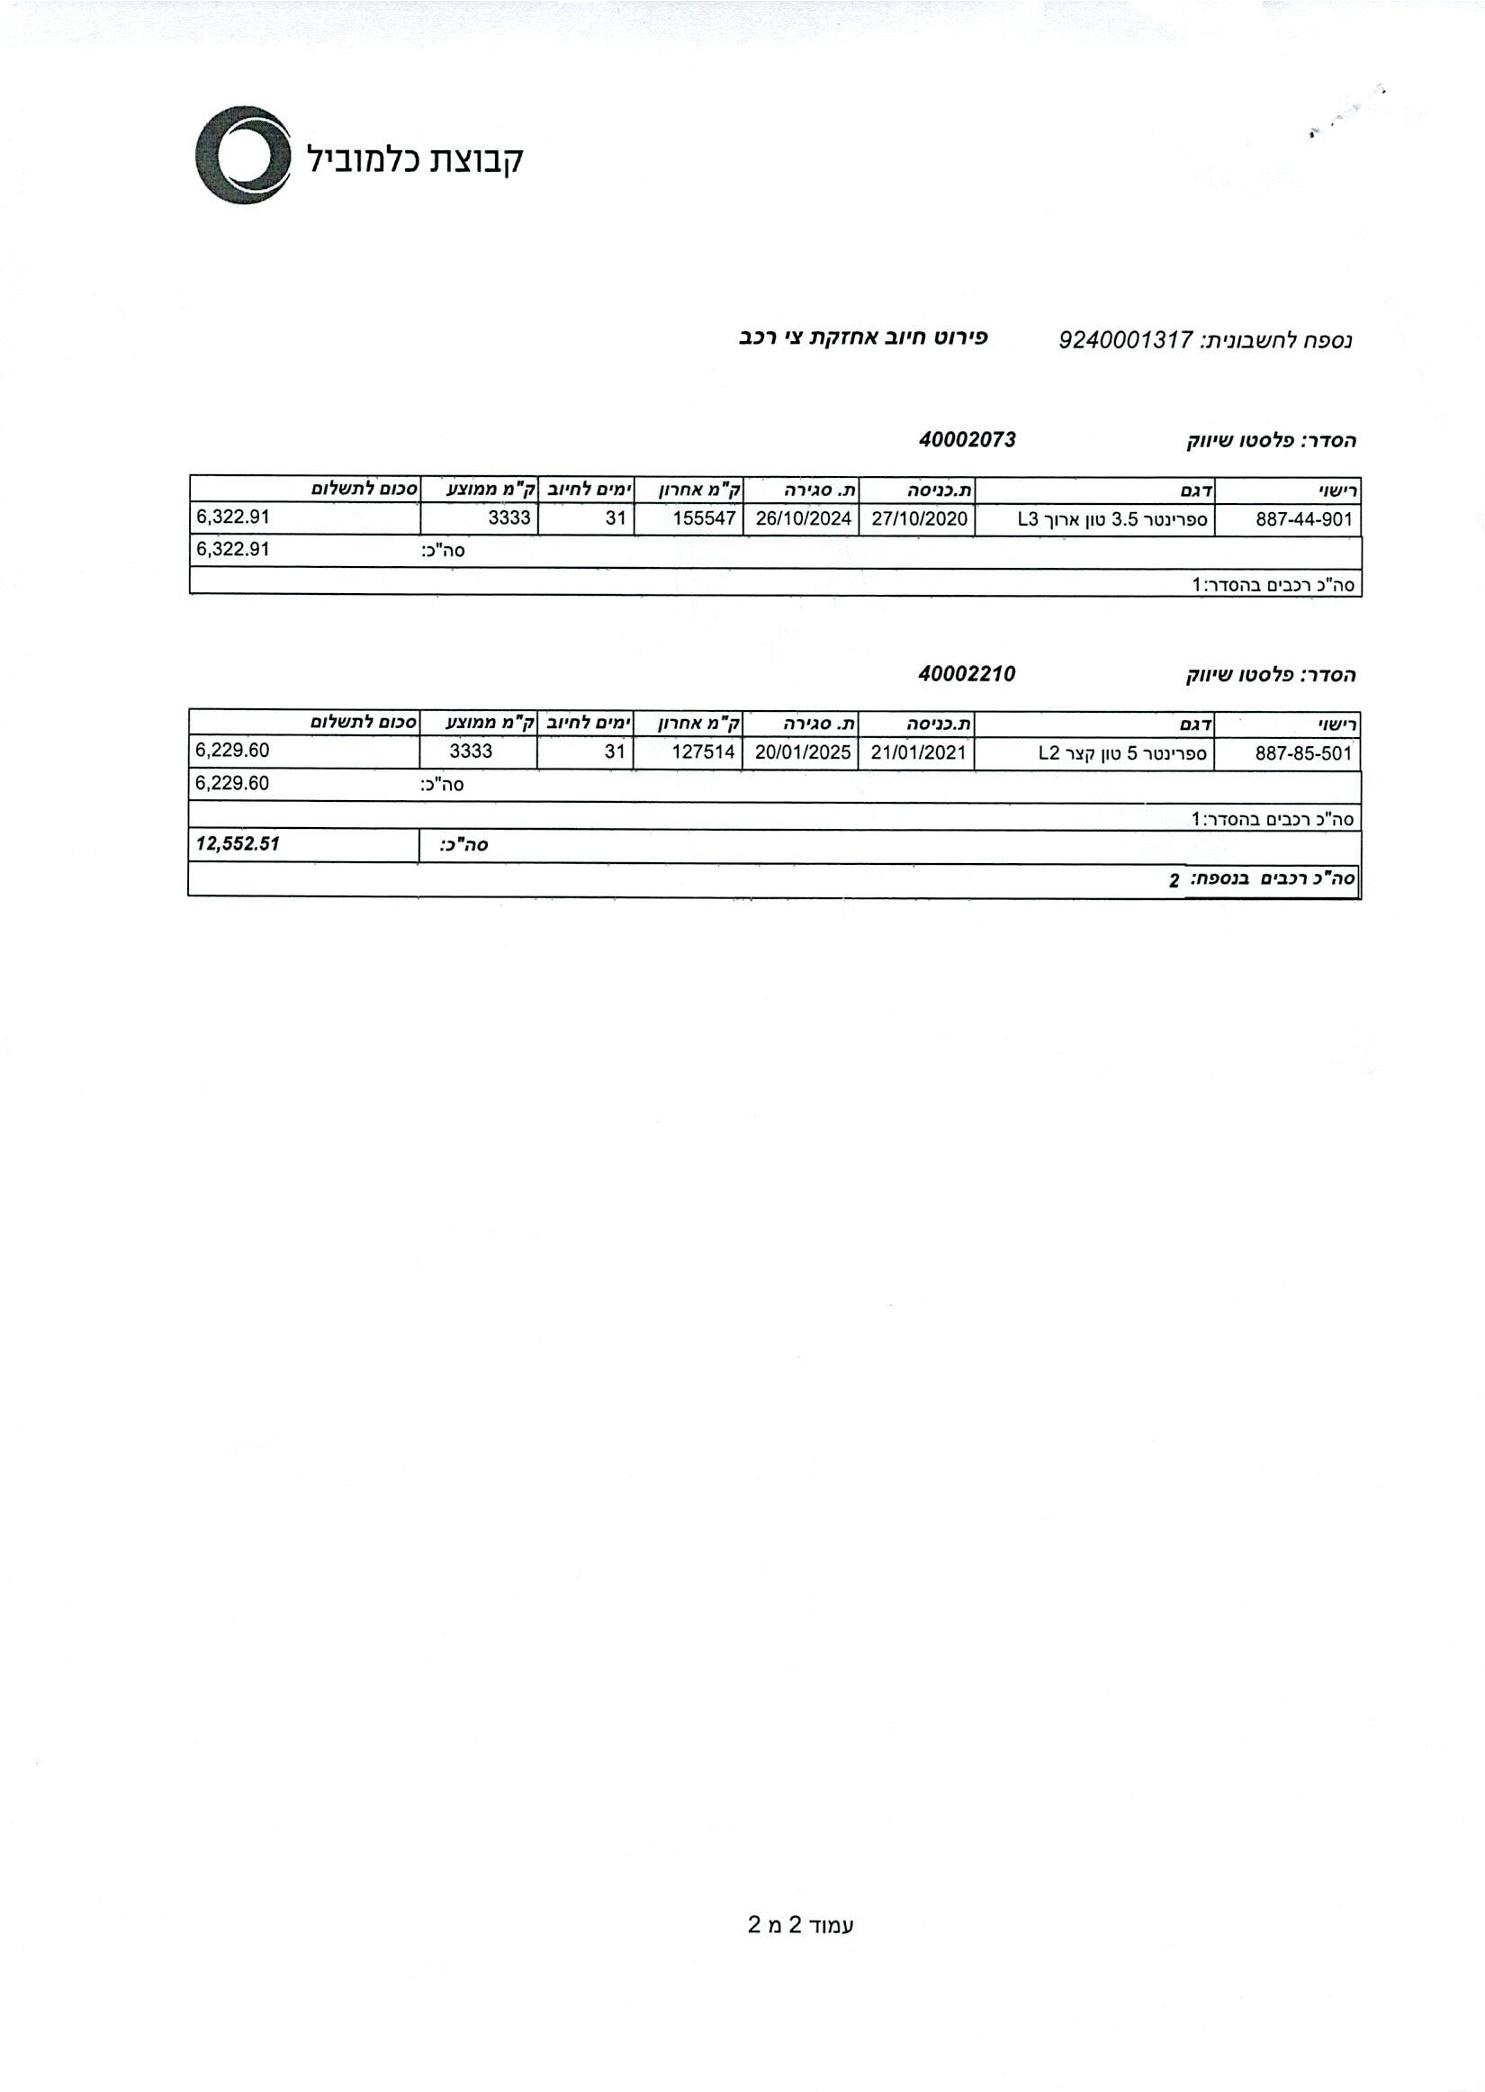 קבוצת כלמוביל
נספח לחשבונית: 9240001317 פירוט חיוב אחזקת צי רכב
הסדר: פלסטו שיווק 40002073
רישוי דגם ת.כניסה ת. סגירה ק"מ אחרון ימים לחיוב ק"מ ממוצע סכום לתשלום
887-44-901 ספרינטר 3.5 טון ארוך L3 27/10/2020 26/10/2024 155547 31 3333 6,322.91
סה"כ: 6,322.91
סה"כ רכבים בהסדר:1
הסדר: פלסטו שיווק 40002210
רישוי דגם ת.כניסה ת. סגירה ק"מ אחרון ימים לחיוב ק"מ ממוצע סכום לתשלום
887-85-501 ספרינטר 5 טון קצר L2 21/01/2021 20/01/2025 127514 31 3333 6,229.60
סה"כ: 6,229.60
סה"כ רכבים בהסדר:1
סה"כ: 12,552.51
סה"כ רכבים בנספח: 2
עמוד 2 מ 2